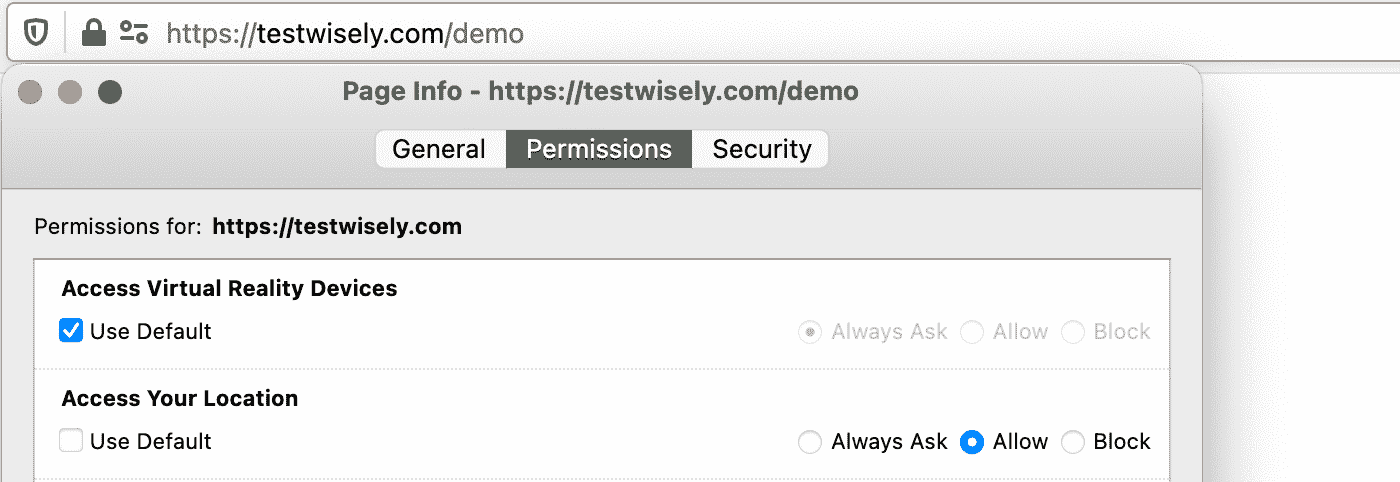 https://testwisely.com/demo
Page Info - https://testwisely.com/demo
General Permissions Security
Permissions for: https://testwisely.com
Access Virtual Reality Devices
Use Default Always Ask Allow Block
Access Your Location
Use Default Always Ask Allow Block